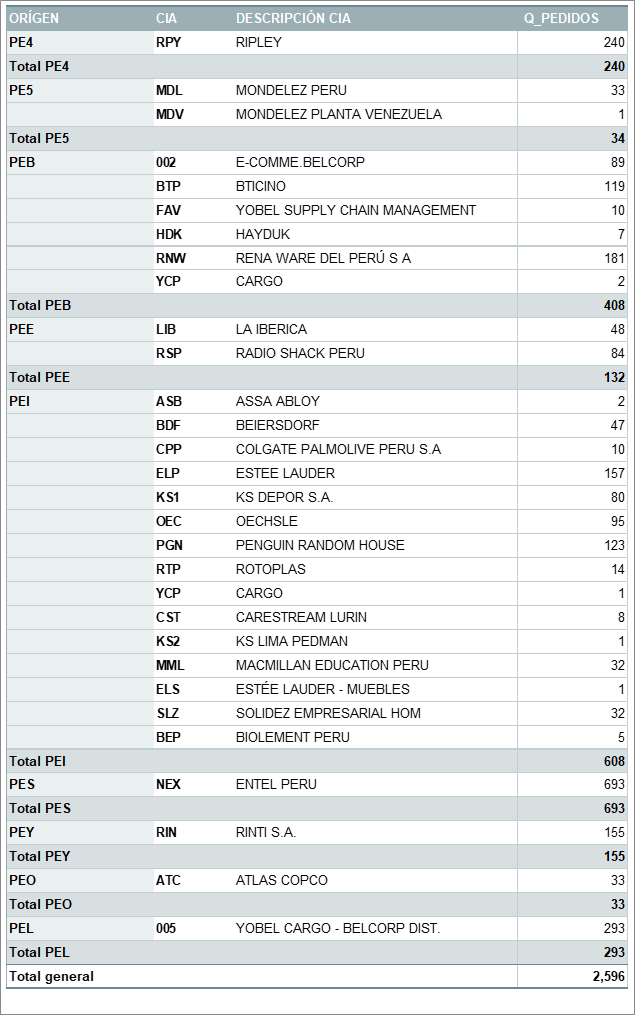 ORÍGEN CIA DESCRIPCIÓN CIA Q_PEDIDOS
PE4 RPY RIPLEY 240
Total PE4 240
PE5 MDL MONDELEZ PERU 33
MDV MONDELEZ PLANTA VENEZUELA 1
Total PE5 34
PEB 002 E-COMME.BELCORP 89
BTP BTICINO 119
FAV YOBEL SUPPLY CHAIN MANAGEMENT 10
HDK HAYDUK 7
RNW RENA WARE DEL PERÚ S A 181
YCP CARGO 2
Total PEB 408
PEE LIB LA IBERICA 48
RSP RADIO SHACK PERU 84
Total PEE 132
PEI ASB ASSA ABLOY 2
BDF BEIERSDORF 47
CPP COLGATE PALMOLIVE PERU S.A 10
ELP ESTEE LAUDER 157
KS1 KS DEPOR S.A. 80
OEC OECHSLE 95
PGN PENGUIN RANDOM HOUSE 123
RTP ROTOPLAS 14
YCP CARGO 1
CST CARESTREAM LURIN 8
KS2 KS LIMA PEDMAN 1
MML MACMILLAN EDUCATION PERU 32
ELS ESTÉE LAUDER - MUEBLES 1
SLZ SOLIDEZ EMPRESARIAL HOM 32
BEP BIOLEMENT PERU 5
Total PEI 608
PES NEX ENTEL PERU 693
Total PES 693
PEY RIN RINTI S.A. 155
Total PEY 155
PEO ATC ATLAS COPCO 33
Total PEO 33
PEL 005 YOBEL CARGO - BELCORP DIST. 293
Total PEL 293
Total general 2,596